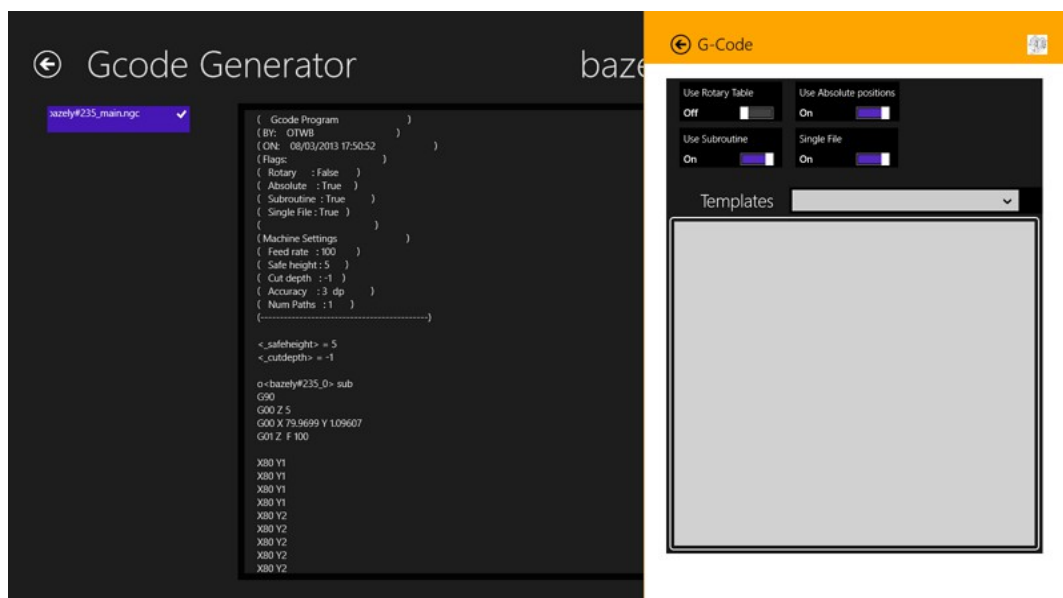 Gcode Generator
baze
bazely#235_main.ngc
( Gcode Program )
(BY: OTWB )
(ON: 08/03/2013 17:50:52 )
(Flags: )
( Rotary : False )
( Absolute : True )
( Subroutine : True )
( Single File : True )
( )
(Machine Settings )
( Feed rate : 100 )
( Safe height : 5 )
( Cut depth : -1 )
( Accuracy : 3 dp )
( Num Paths : 1 )
(-------------------------------------------)
<_safeheight> = 5
<_cutdepth> = -1
o<bazely#235_0> sub
G90
G00 Z 5
G00 X 79.9699 Y 1.09607
G01 Z F 100
X80 Y1
X80 Y1
X80 Y1
X80 Y1
X80 Y2
X80 Y2
X80 Y2
X80 Y2
X80 Y2
G-Code
Use Rotary Table
Off
Use Absolute positions
On
Use Subroutine
On
Single File
On
Templates